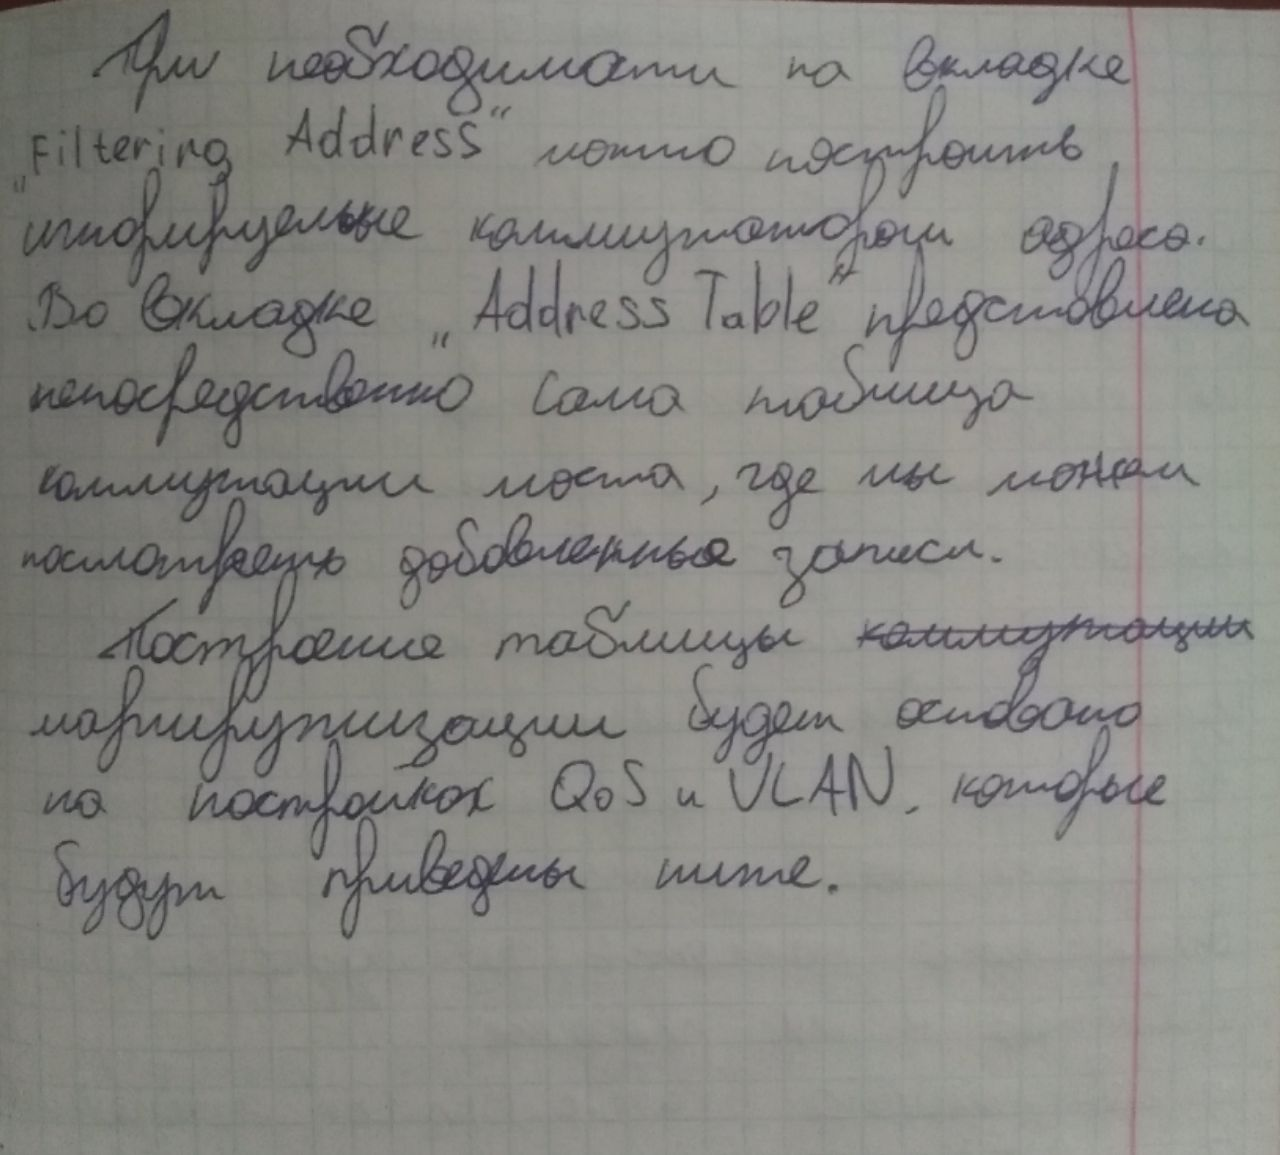 При необходимости на вкладке
„Filtering Address“ можно построить
игнорируемые коммутатором адреса.
Во вкладке „Address Table“ представлена
непосредственно сама таблица
коммутации моста, где мы можем
посмотреть добавленные записи.
Построение таблицы коммутации
маршрутизации будет основано
на постройках QoS и VLAN, которые
будут приведены ниже.